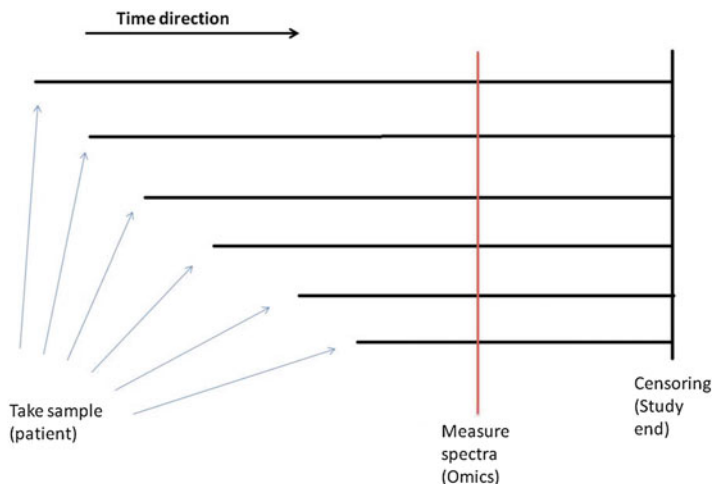 Time direction
Take sample
(patient)
Measure
spectra
(Omics)
Censoring
(Study
end)